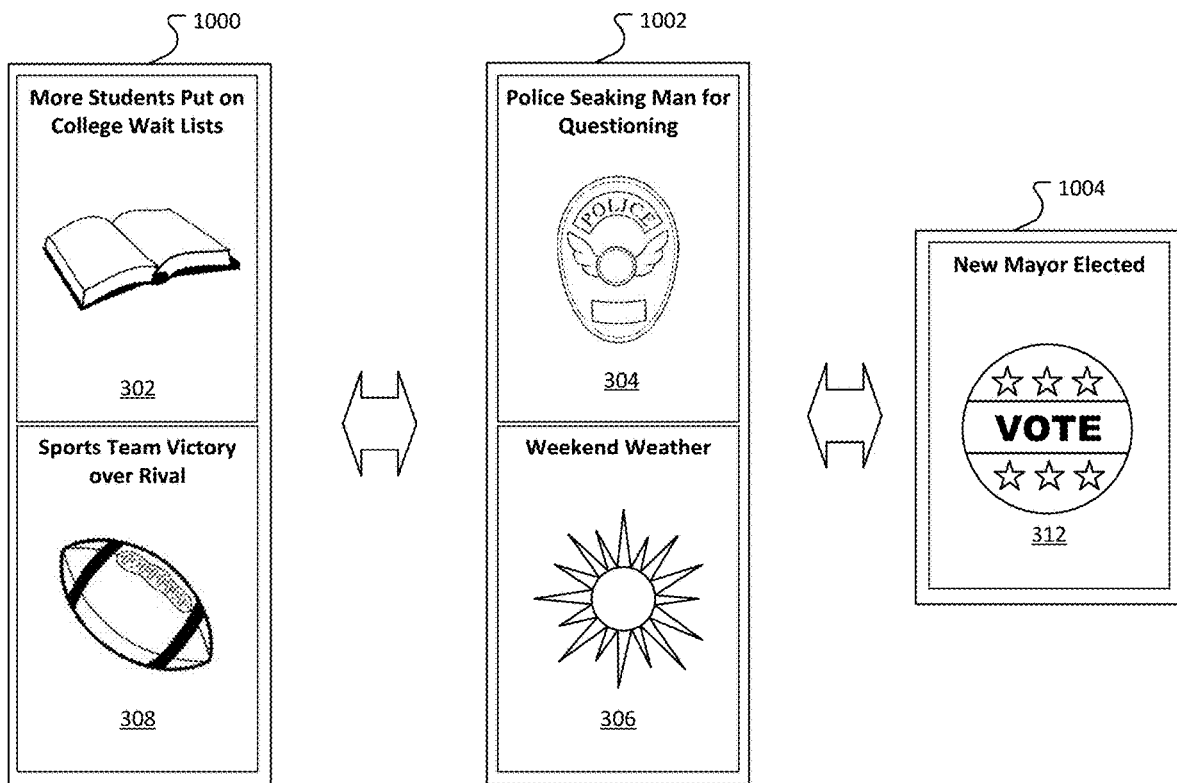 1000
More Students Put on
College Wait Lists
302
Sports Team Victory
over Rival
308
1002
Police Seaking Man for
Questioning
POLICE
304
Weekend Weather
306
1004
New Mayor Elected
VOTE
312